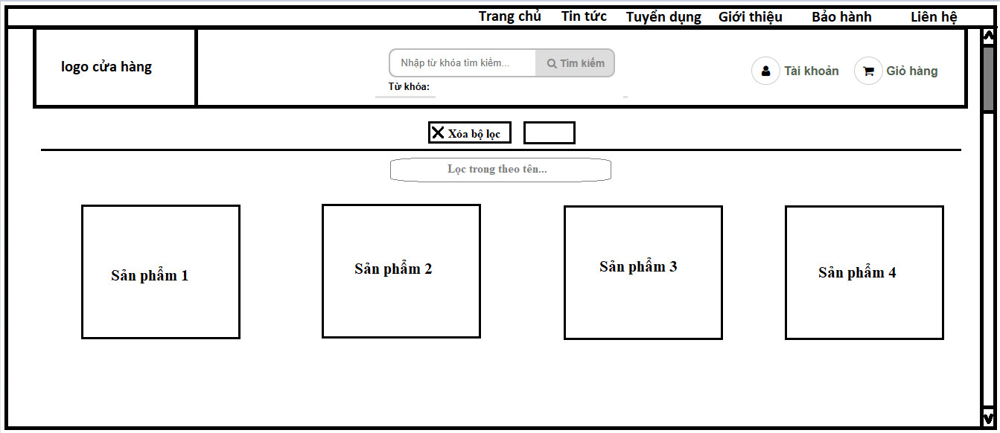 Trang chủ Tin tức Tuyển dụng Giới thiệu Bảo hành Liên hệ
logo cửa hàng
Nhập từ khóa tìm kiếm... Tìm kiếm
Từ khóa:
Tài khoản Giỏ hàng
Xóa bộ lọc
Lọc trong theo tên...
Sản phẩm 1 Sản phẩm 2 Sản phẩm 3 Sản phẩm 4